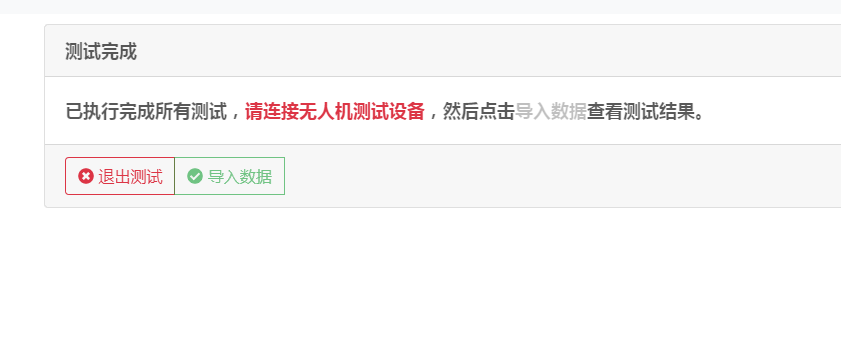 测试完成
已执行完成所有测试，请连接无人机测试设备，然后点击导入数据查看测试结果。
退出测试 导入数据